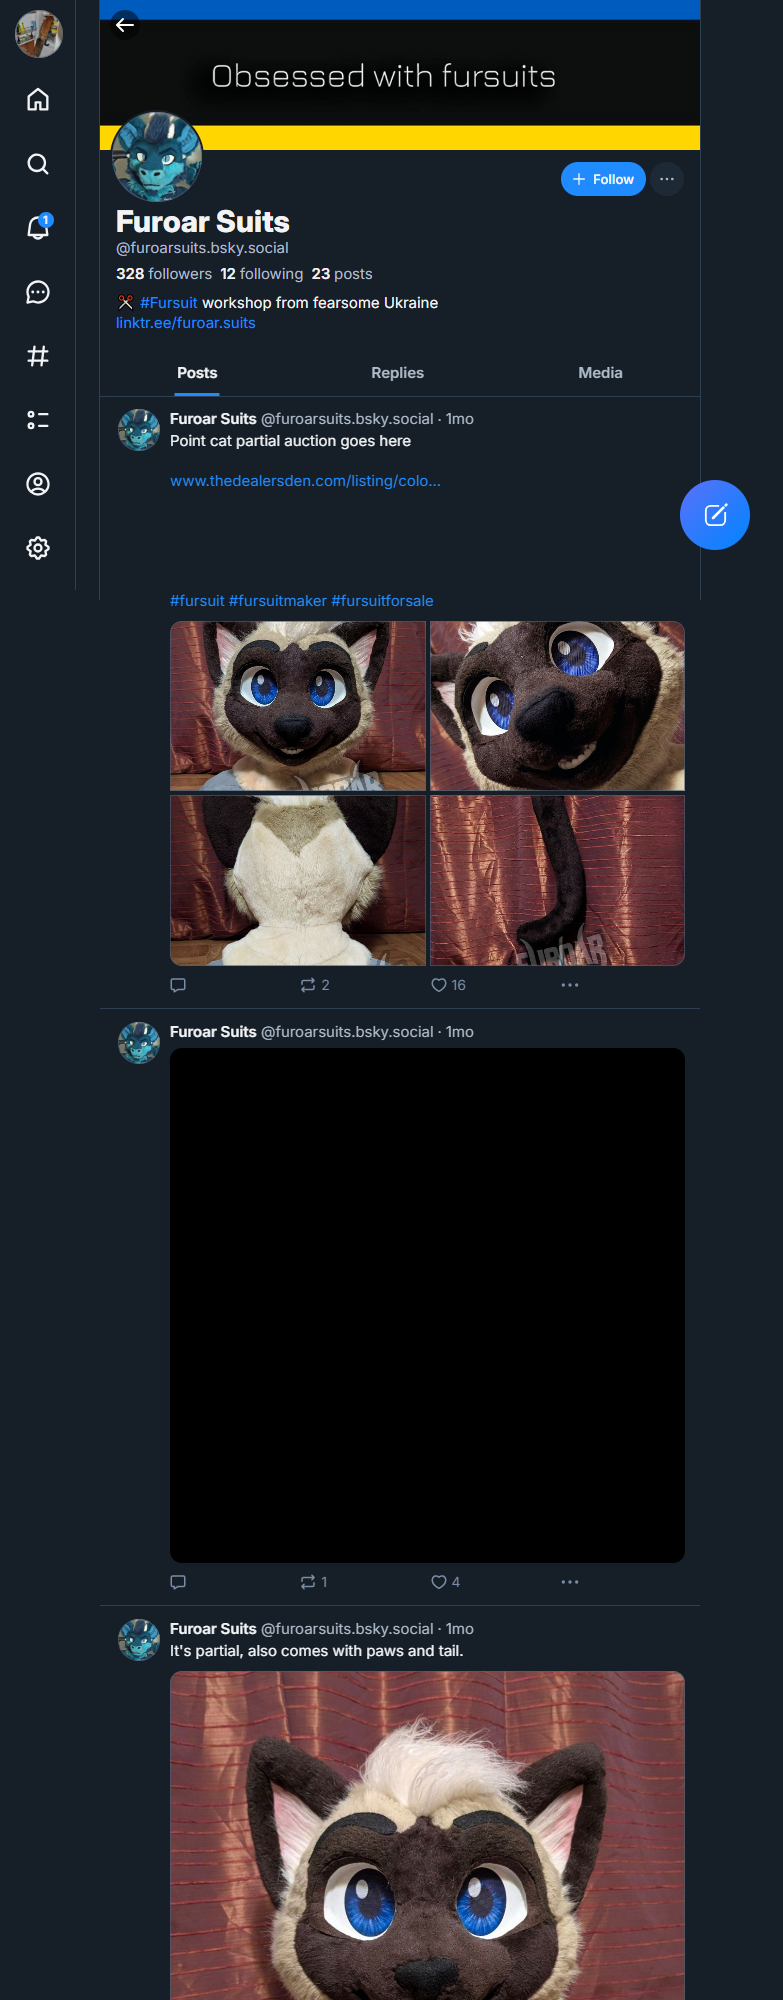 Obsessed with fursuits
Follow
Furoar Suits
@furoarsuits.bsky.social
328 followers 12 following 23 posts
#Fursuit workshop from fearsome Ukraine
linktr.ee/furoar.suits
Posts Replies Media
1
Furoar Suits @furoarsuits.bsky.social · 1mo
Point cat partial auction goes here
www.thedealersden.com/listing/colo...
#fursuit #fursuitmaker #fursuitforsale
FUROAR
2 16
Furoar Suits @furoarsuits.bsky.social · 1mo
1 4
Furoar Suits @furoarsuits.bsky.social · 1mo
It's partial, also comes with paws and tail.